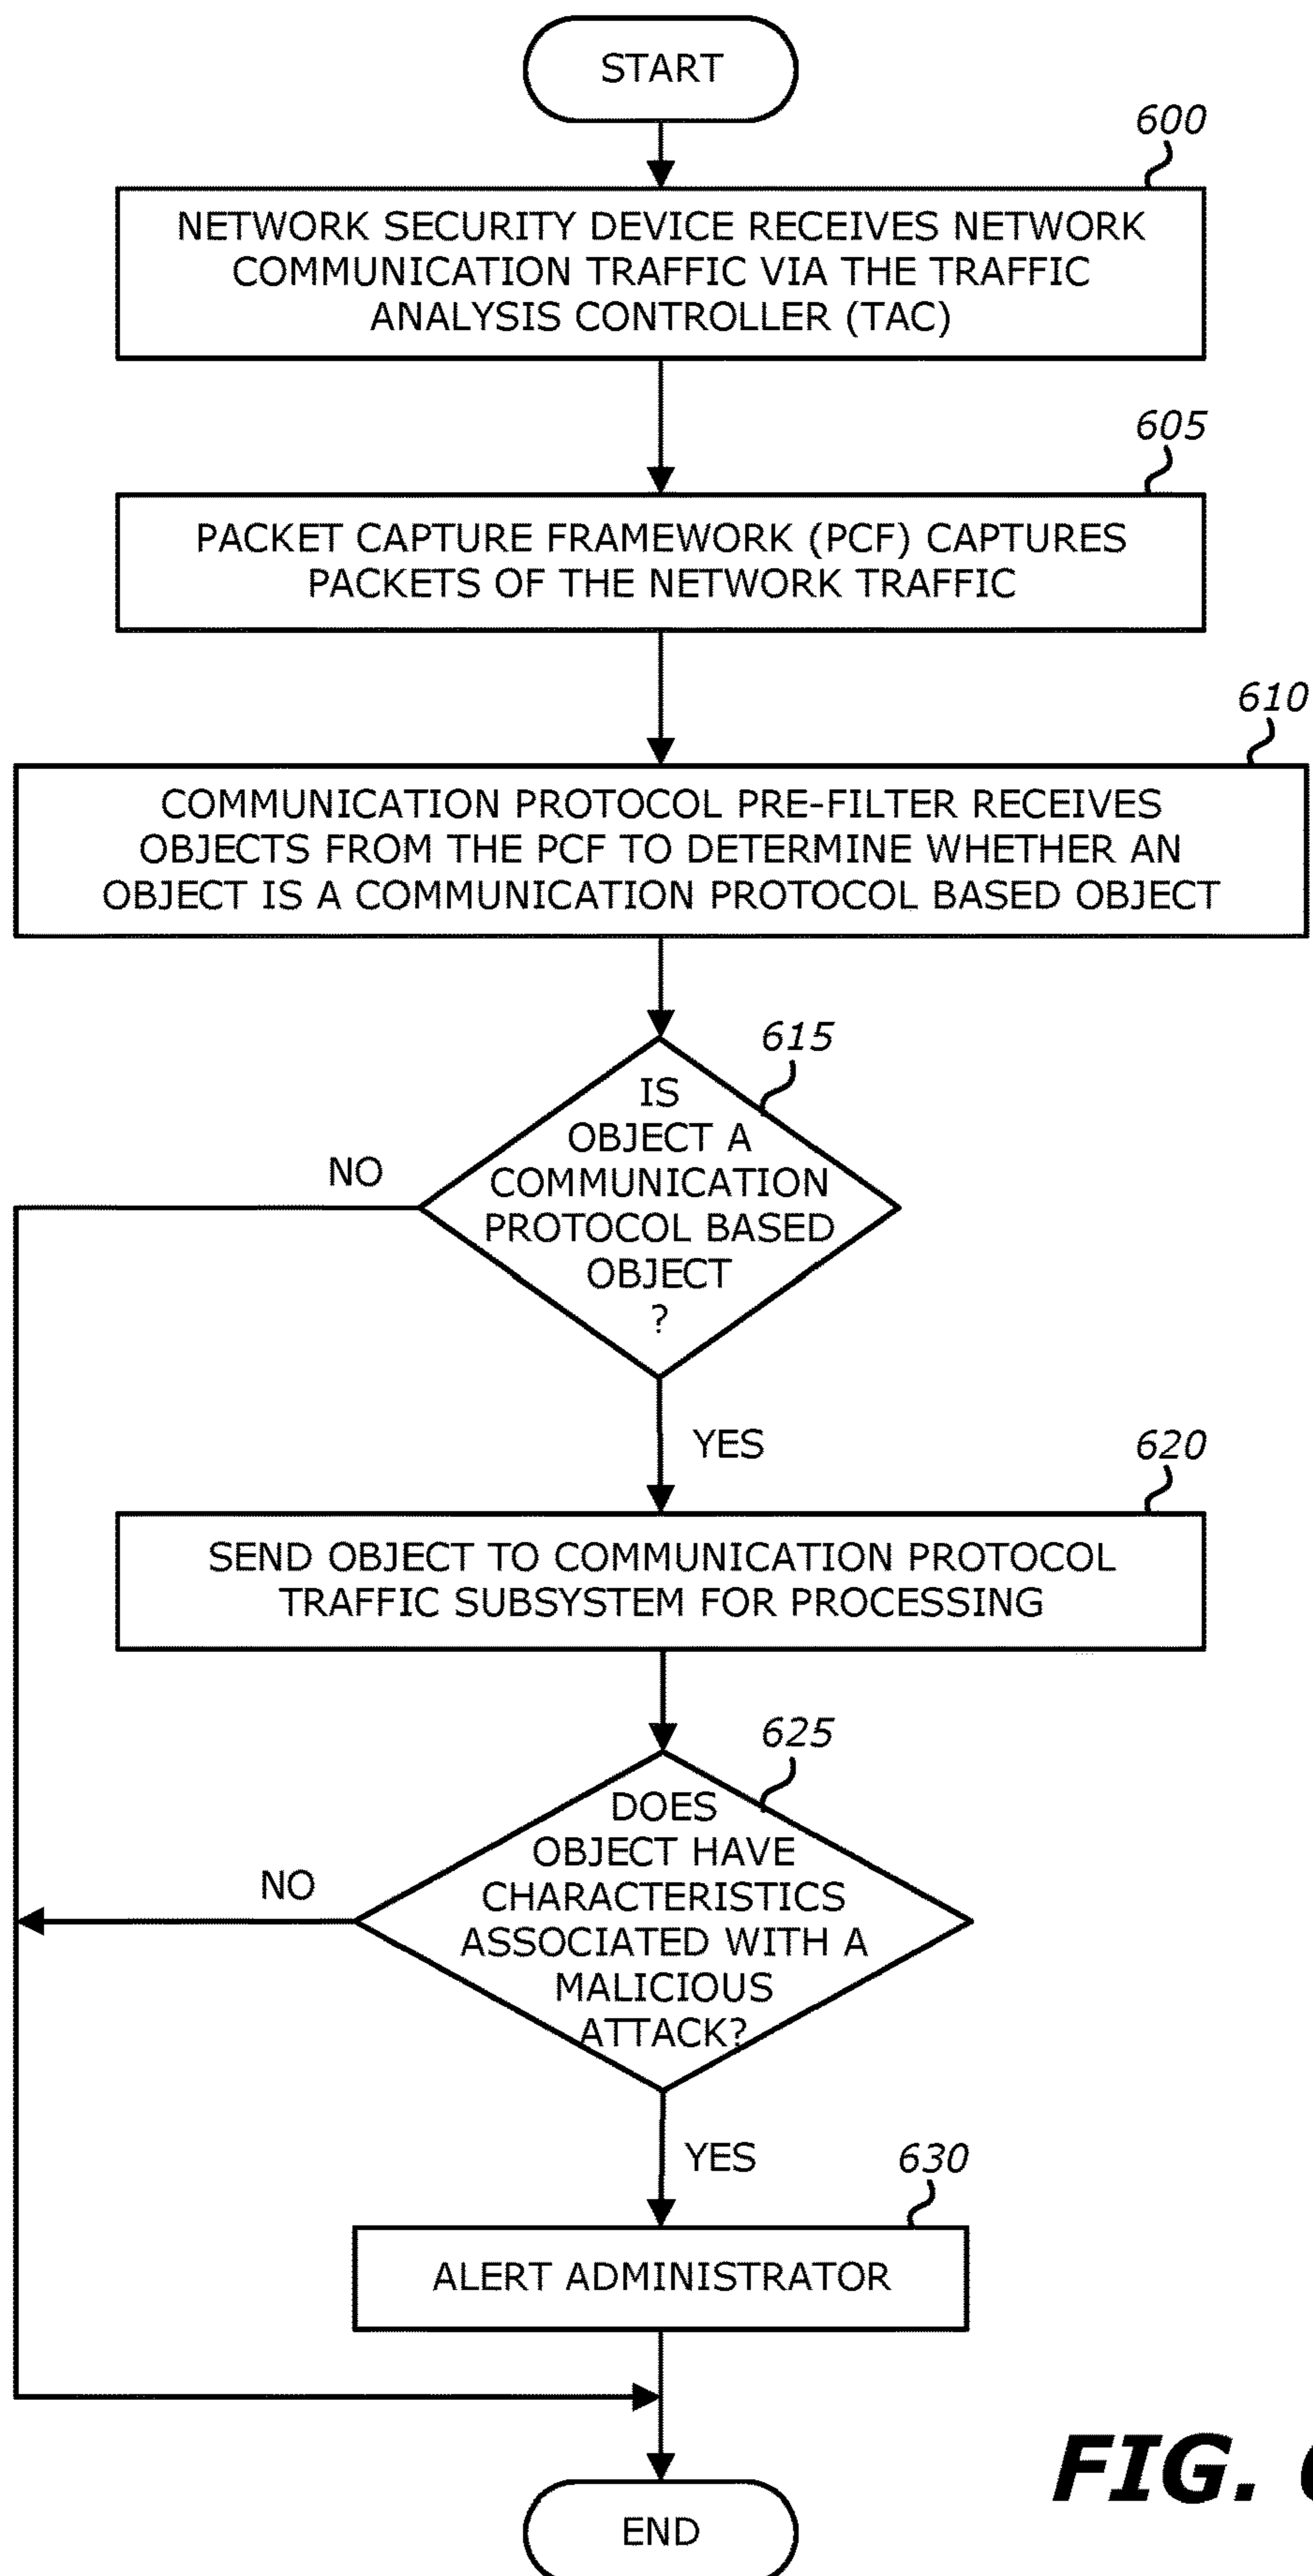 START
600
NETWORK SECURITY DEVICE RECEIVES NETWORK
COMMUNICATION TRAFFIC VIA THE TRAFFIC
ANALYSIS CONTROLLER (TAC)
605
PACKET CAPTURE FRAMEWORK (PCF) CAPTURES
PACKETS OF THE NETWORK TRAFFIC
610
COMMUNICATION PROTOCOL PRE-FILTER RECEIVES
OBJECTS FROM THE PCF TO DETERMINE WHETHER AN
OBJECT IS A COMMUNICATION PROTOCOL BASED OBJECT
615
IS
OBJECT A
COMMUNICATION
PROTOCOL BASED
OBJECT
?
NO
YES
620
SEND OBJECT TO COMMUNICATION PROTOCOL
TRAFFIC SUBSYSTEM FOR PROCESSING
625
DOES
OBJECT HAVE
CHARACTERISTICS
ASSOCIATED WITH A
MALICIOUS
ATTACK?
NO
YES
630
ALERT ADMINISTRATOR
FIG.
END